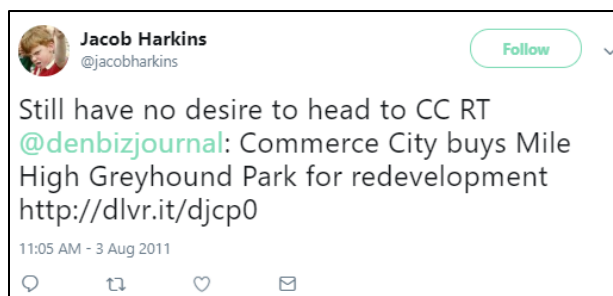 Jacob Harkins
@jacobharkins
Follow
Still have no desire to head to CC RT
@denbizjournal: Commerce City buys Mile
High Greyhound Park for redevelopment
http://dlvr.it/djcp0
11:05 AM - 3 Aug 2011